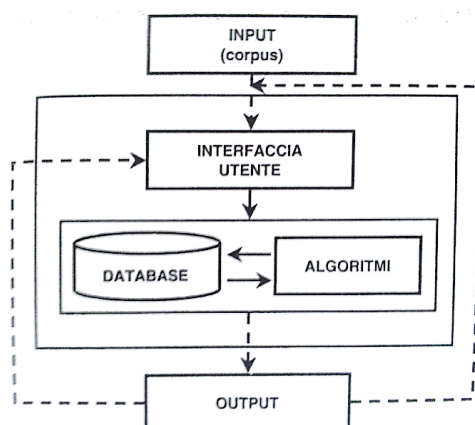 INPUT
(corpus)
INTERFACCIA
UTENTE
DATABASE
ALGORITMI
OUTPUT